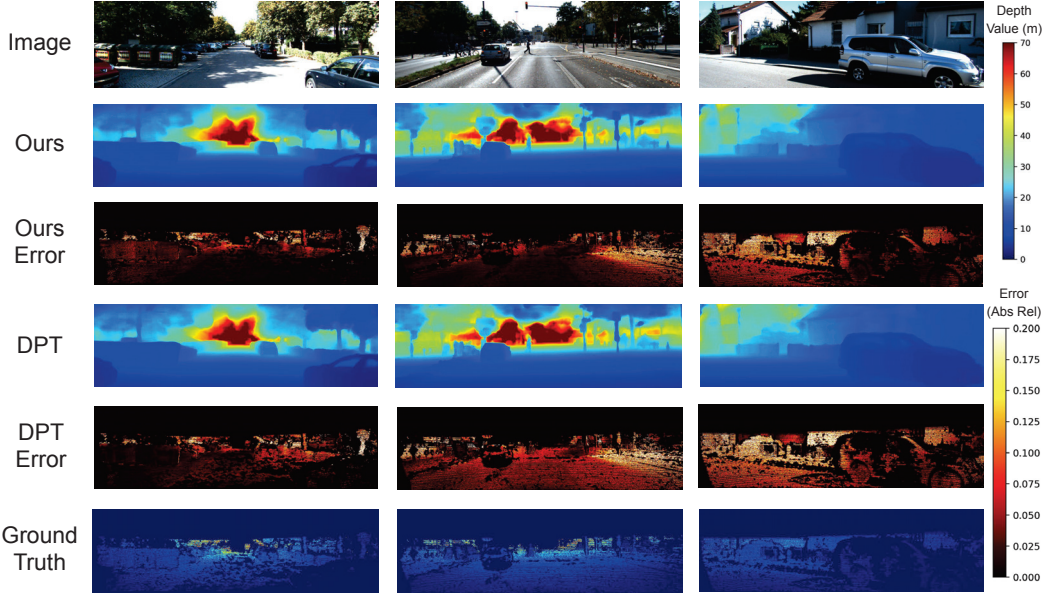 Image
Depth
Value (m)
70
60
50
40
30
20
10
0
Ours
Ours
Error
Error
(Abs Rel)
0.200
0.175
0.150
0.125
0.100
0.075
0.050
0.025
0.000
DPT
DPT
Error
Ground
Truth